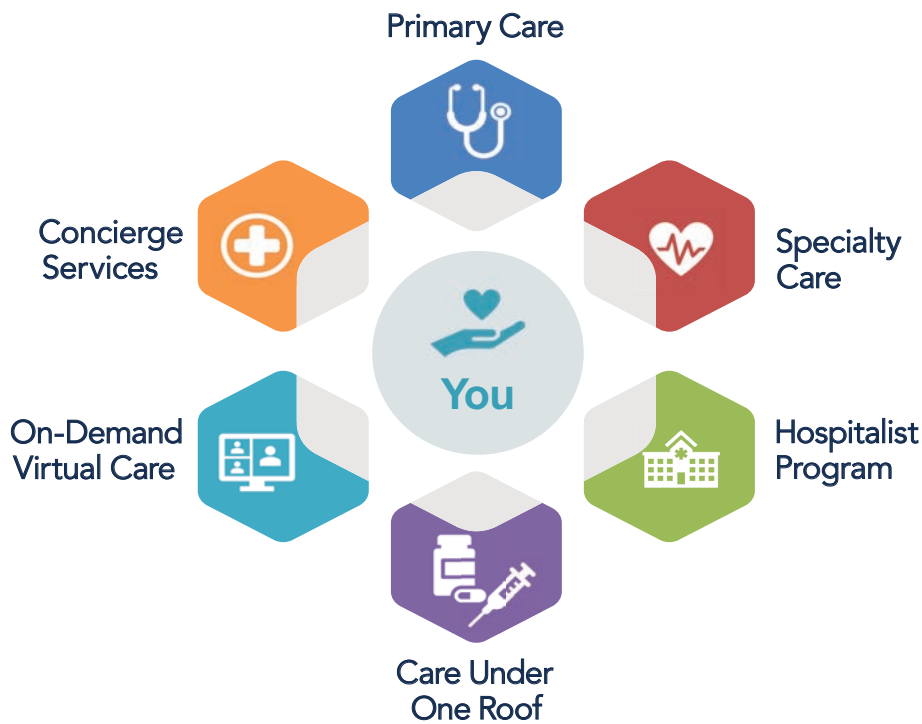 Primary Care
Concierge
Services
Specialty
Care
You
On-Demand
Virtual Care
Hospitalist
Program
Care Under
One Roof